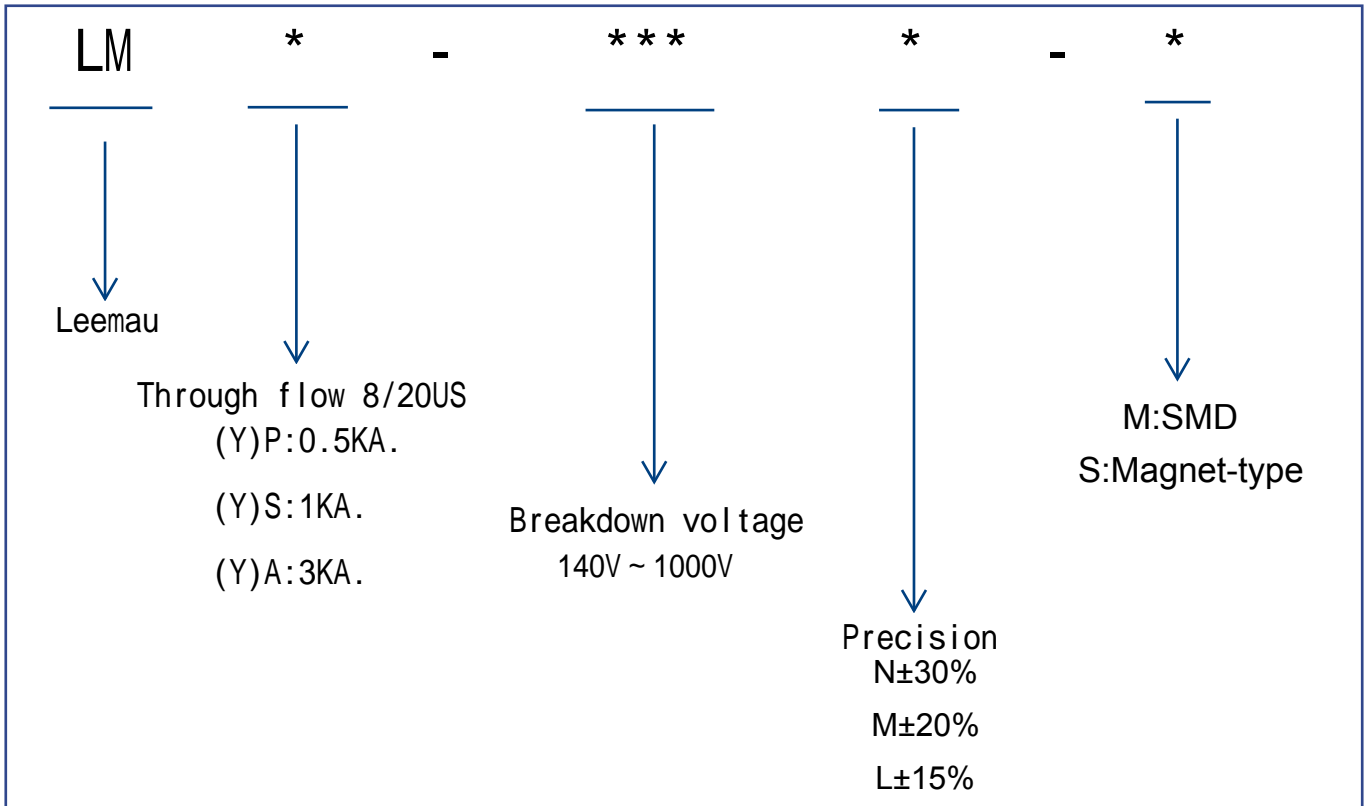 LM * - *** * - *
Leemau
Through flow 8/20US
(Y)P:0.5KA.
(Y)S:1KA.
(Y)A:3KA.
Breakdown voltage
140V~1000V
Precision
N±30%
M±20%
L±15%
M:SMD
S:Magnet-type